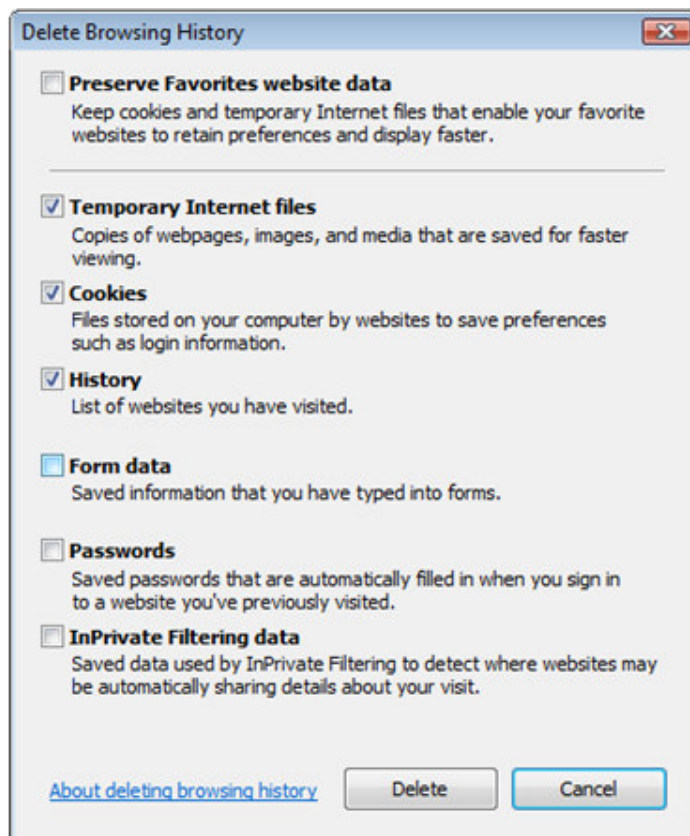 Delete Browsing History
Preserve Favorites website data
Keep cookies and temporary Internet files that enable your favorite
websites to retain preferences and display faster.
Temporary Internet files
Copies of webpages, images, and media that are saved for faster
viewing.
Cookies
Files stored on your computer by websites to save preferences
such as login information.
History
List of websites you have visited.
Form data
Saved information that you have typed into forms.
Passwords
Saved passwords that are automatically filled in when you sign in
to a website you've previously visited.
InPrivate Filtering data
Saved data used by InPrivate Filtering to detect where websites may
be automatically sharing details about your visit.
About deleting browsing history Delete Cancel